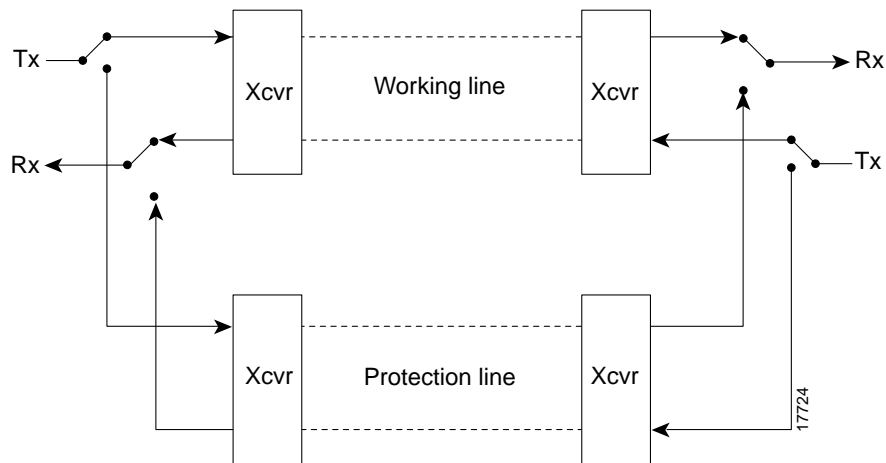 Tx
Xcvr
Working line
Xcvr
Rx
Rx
Tx
Xcvr
Protection line
Xcvr
17724